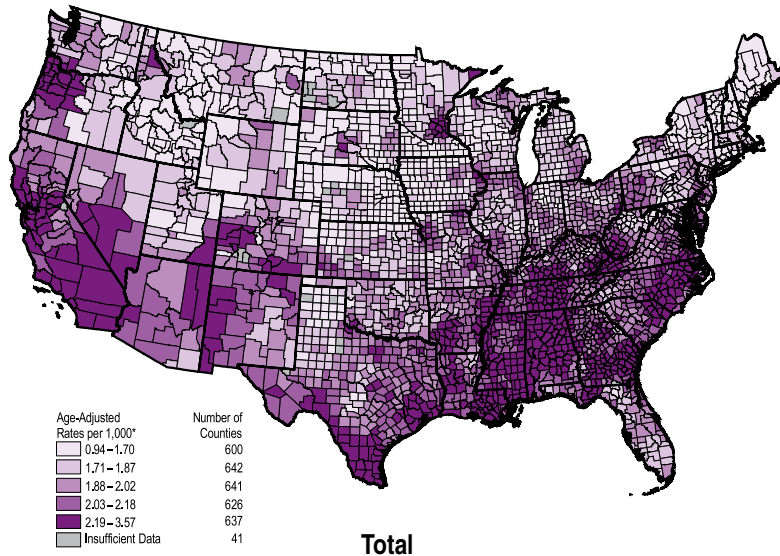 Age-Adjusted Number of
Rates per 1,000* Counties
0.94 – 1.70 600
1.71 – 1.87 642
1.88 – 2.02 641
2.03 – 2.18 626
2.19 – 3.57 637
Insufficient Data 41
Total